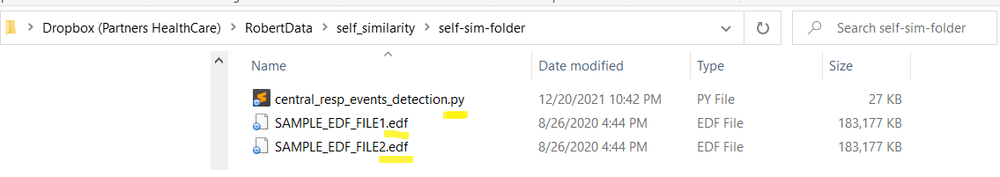 Dropbox (Partners HealthCare) RobertData self_similarity self-sim-folder Search self-sim-folder
Name Date modified Type Size
central_resp_events_detection.py 12/20/2021 10:42 PM PY File 27 KB
SAMPLE_EDF_FILE1.edf 8/26/2020 4:44 PM EDF File 183,177 KB
SAMPLE_EDF_FILE2.edf 8/26/2020 4:44 PM EDF File 183,177 KB